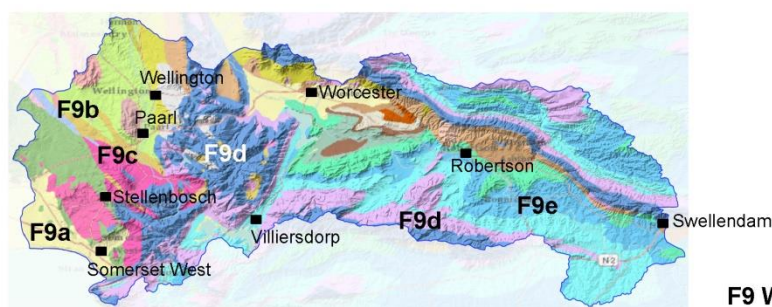 Wellington
Worcester
F9b
Paarl
F9c
F9d
Robertson
Stellenbosch
F9d
F9e
Swellendam
F9a
Villiersdorp
Somerset West
N2
F9 W